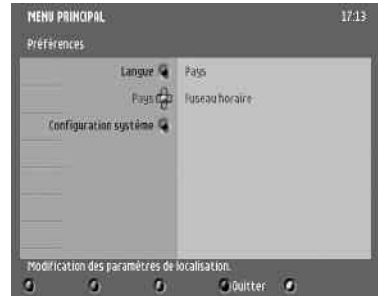 MENU PRINCIPAL 17:13
Préférences
Langue Pays
Pays Fuseau horaire
Configuration système
Modification des paramètres de localisation.
Quitter